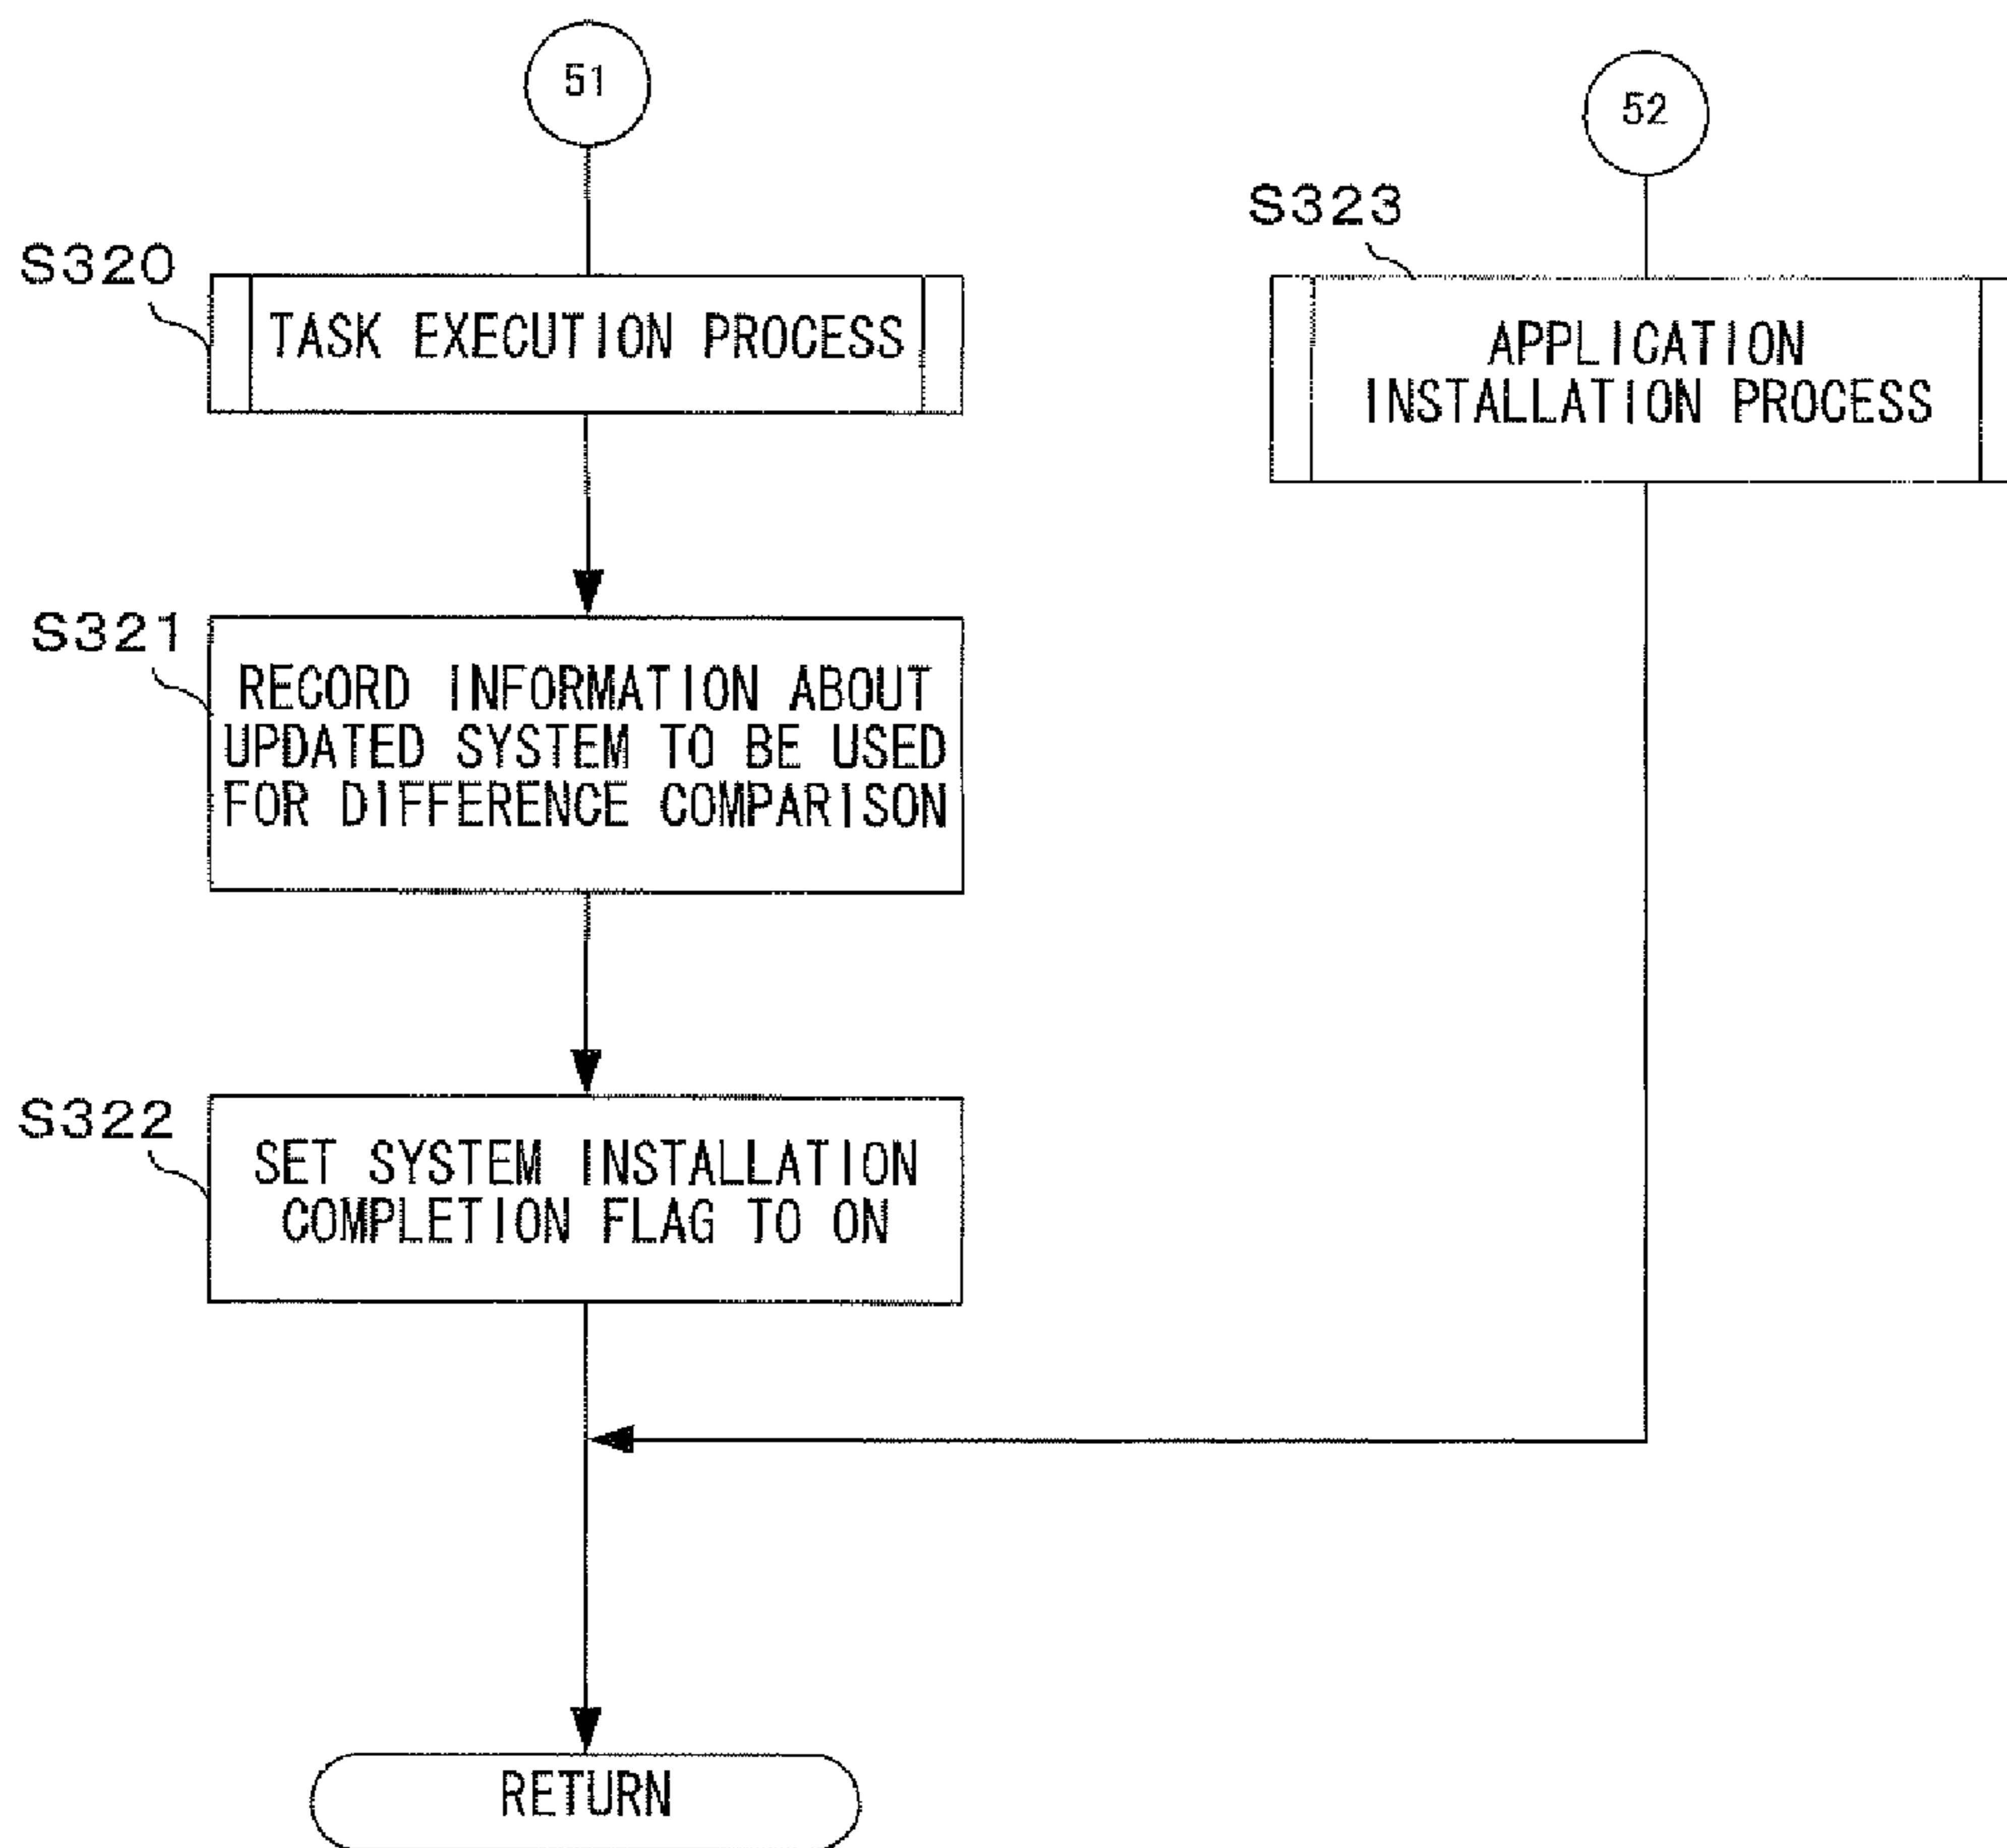 51
S320
TASK EXECUTION PROCESS
S321
RECORD INFORMATION ABOUT
UPDATED SYSTEM TO BE USED
FOR DIFFERENCE COMPARISON
S322
SET SYSTEM INSTALLATION
COMPLETION FLAG TO ON
52
S323
APPLICATION
INSTALLATION PROCESS
RETURN